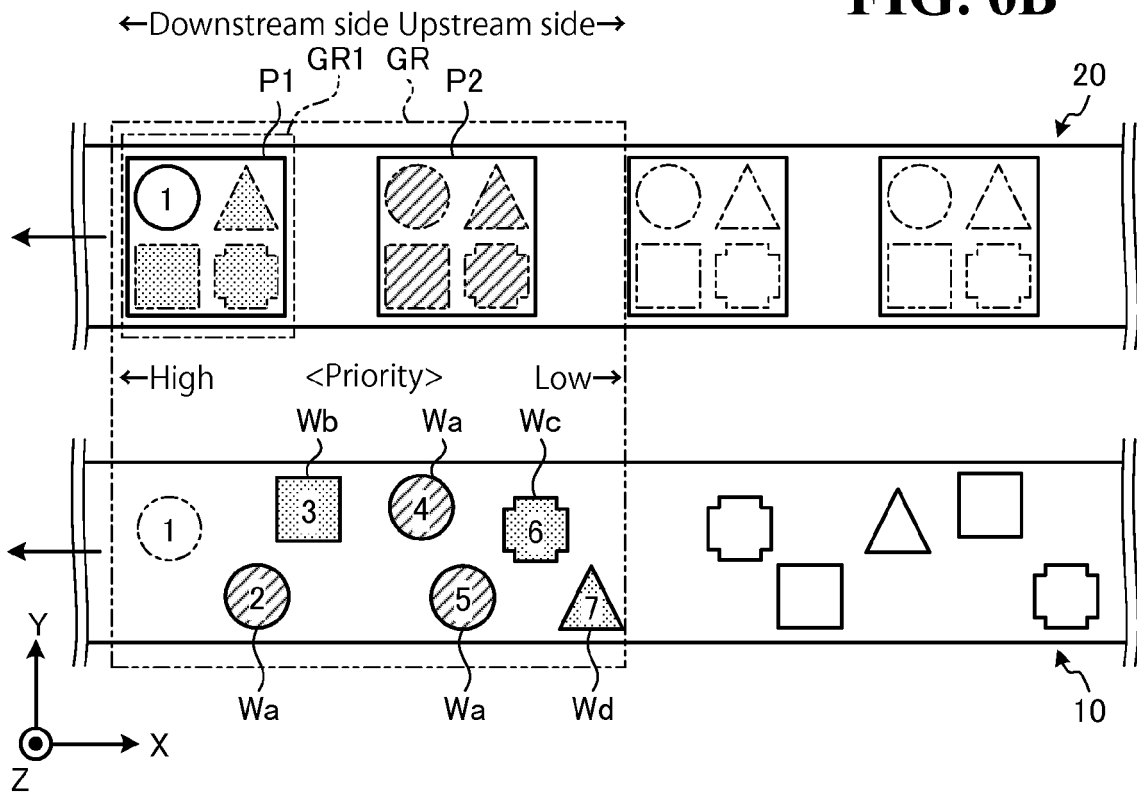 FIG. 6B
←Downstream side Upstream side→
GR1 GR
P1 P2 20
1
←High <Priority> Low→
Wb Wa Wc
1 3 4 6
2 5 7
Wa Wa Wd 10
Y
X
Z